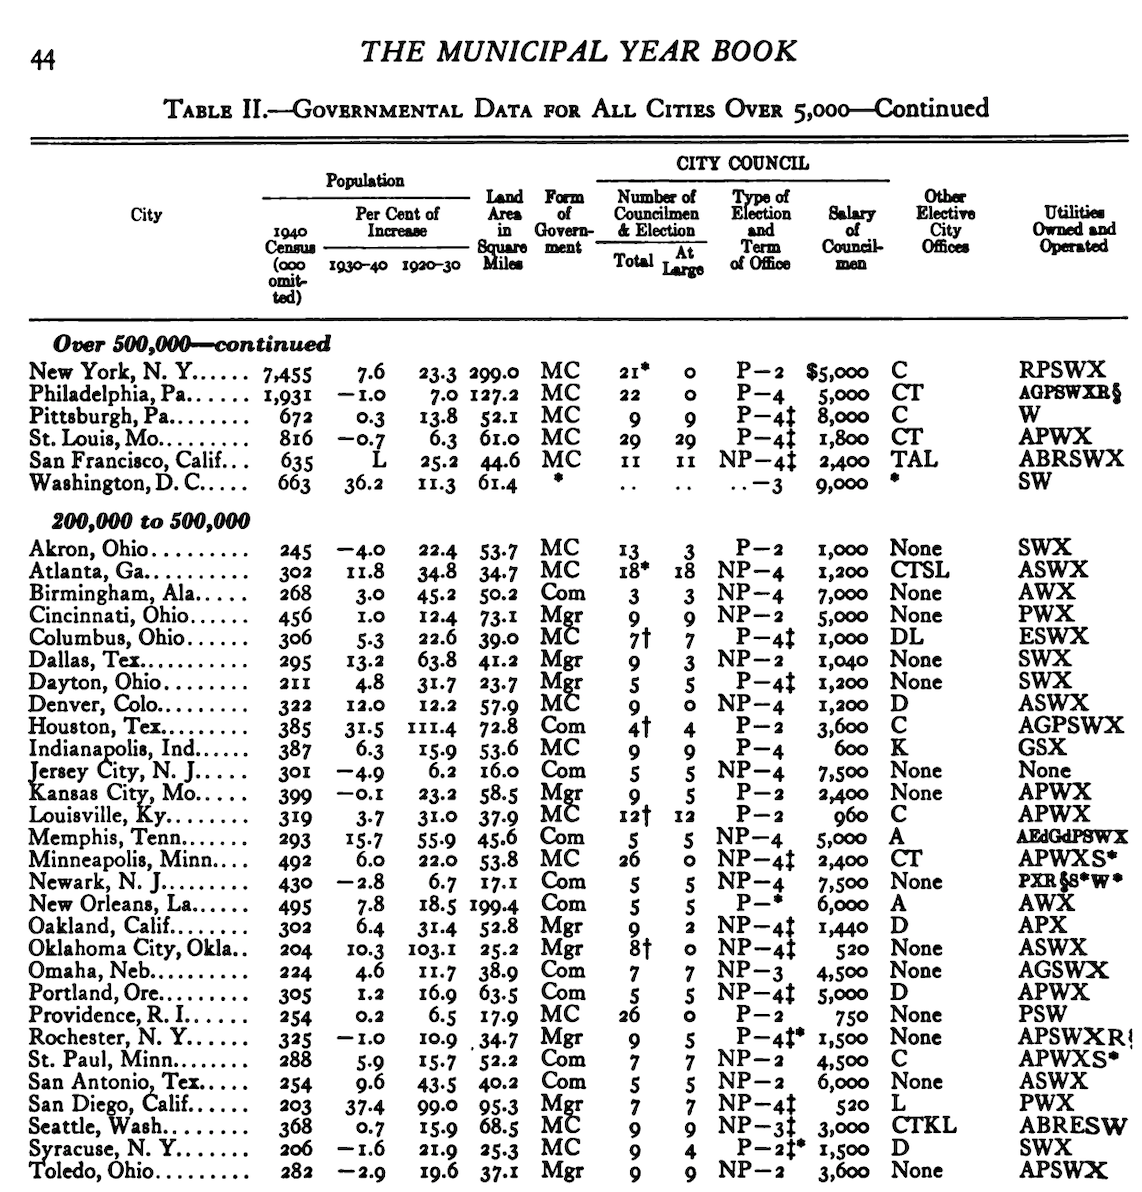 44
THE MUNICIPAL YEAR BOOK
TABLE II.—GOVERNMENTAL DATA FOR ALL CITIES OVER 5,000—Continued
City
Population
1940 Census (000 omit-ted)
Per Cent of Increase
1930-40 1920-30
Land Area in Square Miles
Form of Govern-ment
CITY COUNCIL
Number of Councilmen & Election
Total At Large
Type of Election and Term of Office
Salary of Council-men
Other Elective City Offices
Utilities Owned and Operated
Over 500,000—continued
New York, N. Y...... 7,455 7.6 23.3 299.0 MC 21* 0 P—2 $5,000 C RPSWX
Philadelphia, Pa...... 1,931 —1.0 7.0 127.2 MC 22 0 P—4 5,000 CT AGPSWXR§
Pittsburgh, Pa........ 672 0.3 13.8 52.1 MC 9 9 P—4‡ 8,000 C W
St. Louis, Mo......... 816 —0.7 6.3 61.0 MC 29 29 P—4‡ 1,800 CT APWX
San Francisco, Calif... 635 L 25.2 44.6 MC 11 11 NP—4‡ 2,400 TAL ABRSWX
Washington, D. C..... 663 36.2 11.3 61.4 * .. .. ..—3 9,000 * SW
200,000 to 500,000
Akron, Ohio......... 245 —4.0 22.4 53.7 MC 13 3 P—2 1,000 None SWX
Atlanta, Ga.......... 302 11.8 34.8 34.7 MC 18* 18 NP—4 1,200 CTSL ASWX
Birmingham, Ala..... 268 3.0 45.2 50.2 Com 3 3 NP—4 7,000 None AWX
Cincinnati, Ohio...... 456 1.0 12.4 73.1 Mgr 9 9 NP—2 5,000 None PWX
Columbus, Ohio...... 306 5.3 22.6 39.0 MC 7† 7 P—4‡ 1,000 DL ESWX
Dallas, Tex.......... 295 13.2 63.8 41.2 Mgr 9 3 NP—2 1,040 None SWX
Dayton, Ohio........ 211 4.8 31.7 23.7 Mgr 5 5 P—4‡ 1,200 None SWX
Denver, Colo......... 322 12.0 12.2 57.9 MC 9 0 NP—4 1,200 D ASWX
Houston, Tex......... 385 31.5 111.4 72.8 Com 4† 4 P—2 3,600 C AGPSWX
Indianapolis, Ind...... 387 6.3 15.9 53.6 MC 9 9 P—4 600 K GSX
Jersey City, N. J..... 301 —4.9 6.2 16.0 Com 5 5 NP—4 7,500 None None
Kansas City, Mo..... 399 —0.1 23.2 58.5 Mgr 9 5 P—2 2,400 None APWX
Louisville, Ky........ 319 3.7 31.0 37.9 MC 12† 12 P—2 960 C APWX
Memphis, Tenn....... 293 15.7 55.9 45.6 Com 5 5 NP—4 5,000 A AEdGdPSWX
Minneapolis, Minn.... 492 6.0 22.0 53.8 MC 26 0 NP—4‡ 2,400 CT APWXS*
Newark, N. J......... 430 —2.8 6.7 17.1 Com 5 5 NP—4 7,500 None PXR§S*W*
New Orleans, La...... 495 7.8 18.5 199.4 Com 5 5 P—* 6,000 A AWX
Oakland, Calif........ 302 6.4 31.4 52.8 Mgr 9 2 NP—4‡ 1,440 D APX
Oklahoma City, Okla.. 204 10.3 103.1 25.2 Mgr 8† 0 NP—4‡ 520 None ASWX
Omaha, Neb.......... 224 4.6 11.7 38.9 Com 7 7 NP—3 4,500 None AGSWX
Portland, Ore......... 305 1.2 16.9 63.5 Com 5 5 NP—4‡ 5,000 D APWX
Providence, R. I...... 254 0.2 6.5 17.9 MC 26 0 P—2 750 None PSW
Rochester, N. Y...... 325 —1.0 10.9 34.7 Mgr 9 5 P—4‡* 1,500 None APSWXR§
St. Paul, Minn........ 288 5.9 15.7 52.2 Com 7 7 NP—2 4,500 C APWXS*
San Antonio, Tex..... 254 9.6 43.5 40.2 Com 5 5 NP—2 6,000 None ASWX
San Diego, Calif...... 203 37.4 99.0 95.3 Mgr 7 7 NP—4‡ 520 L PWX
Seattle, Wash........ 368 0.7 15.9 68.5 MC 9 9 NP—3‡ 3,000 CTKL ABRESW
Syracuse, N. Y....... 206 —1.6 21.9 25.3 MC 9 4 P—2‡* 1,500 D SWX
Toledo, Ohio......... 282 —2.9 19.6 37.1 Mgr 9 9 NP—2 3,600 None APSWX